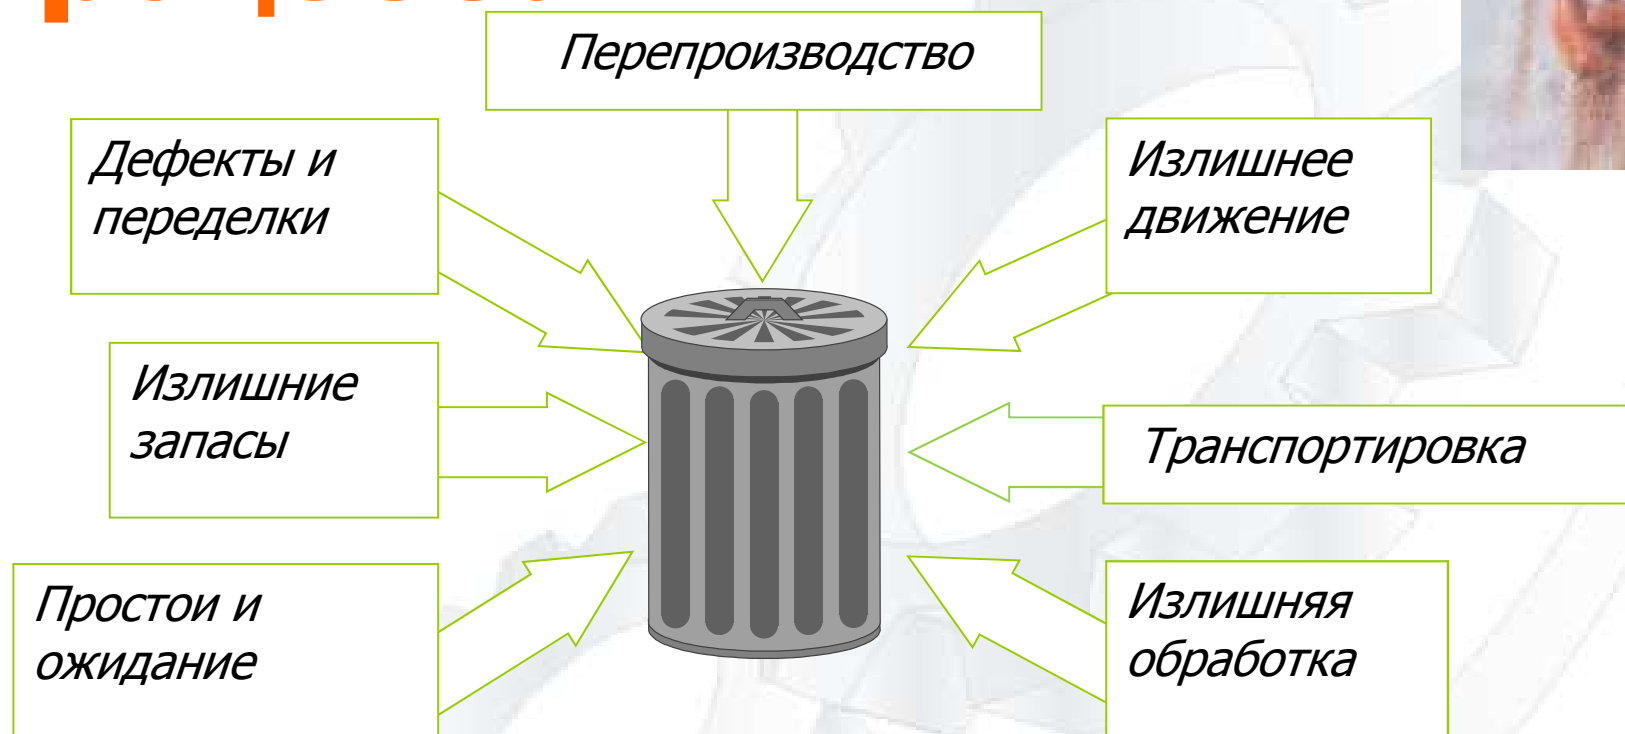 Перепроизводство
Дефекты и
переделки
Излишнее
движение
Излишние
запасы
Транспортировка
Простои и
ожидание
Излишняя
обработка